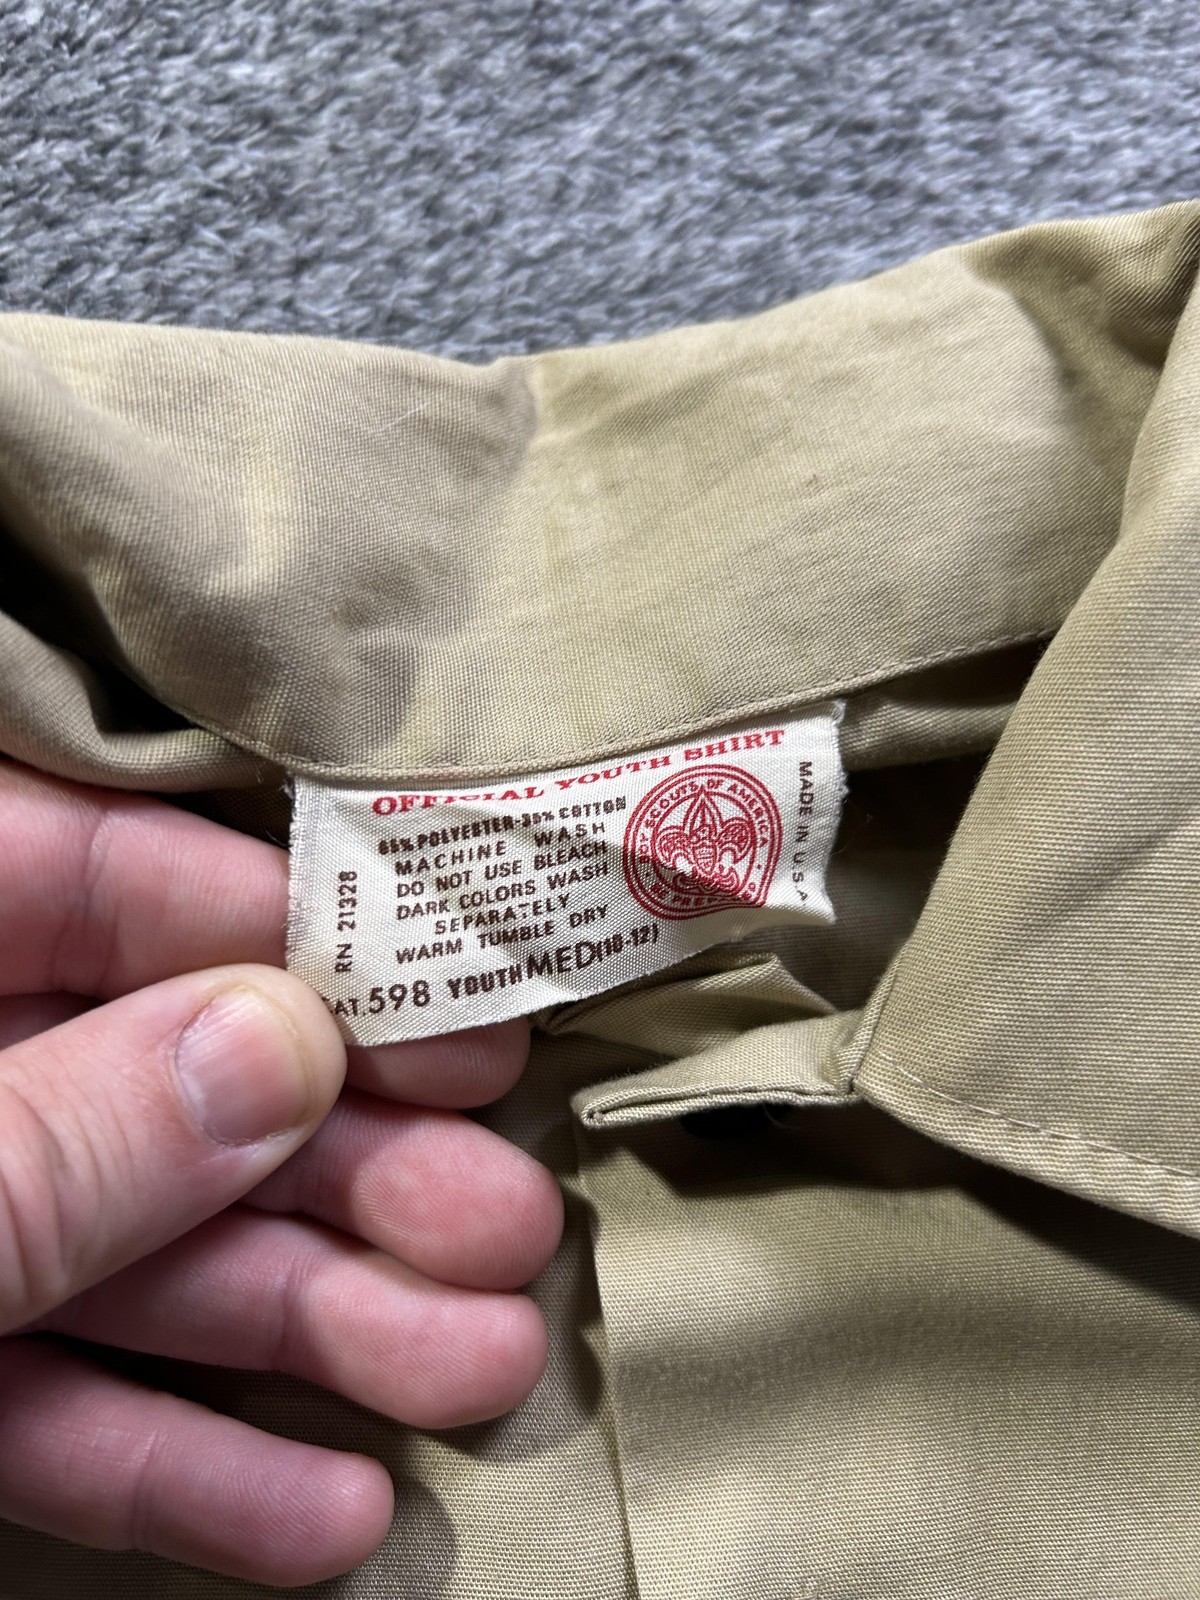 OFFICIAL YOUTH SHIRT
65% POLYESTER-35% COTTON
MACHINE WASH
DO NOT USE BLEACH
DARK COLORS WASH
SEPARATELY
WARM TUMBLE DRY
CAT. 598 YOUTH MED(10-12)
RN 21328
BOY SCOUTS OF AMERICA
BE PREPARED
MADE IN U.S.A.